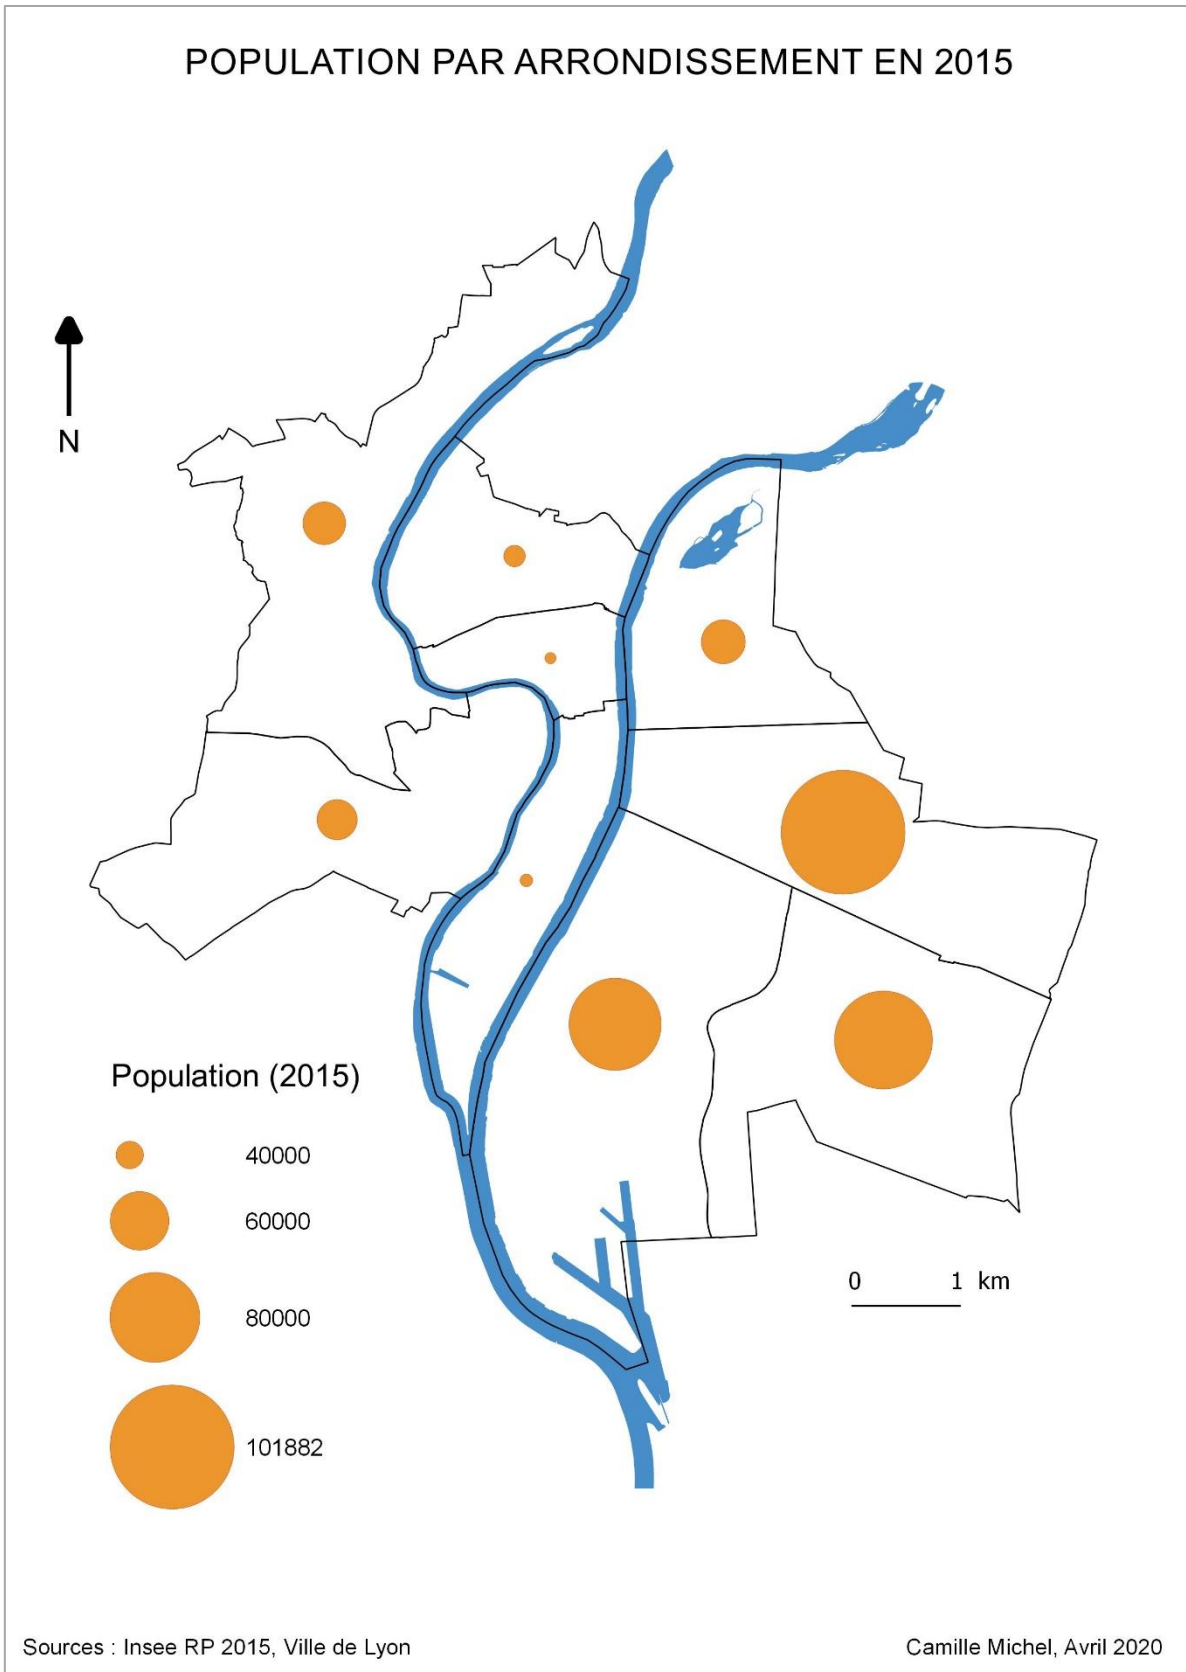 POPULATION PAR ARRONDISSEMENT EN 2015
N
Population (2015)
40000
60000
80000
101882
0 1 km
Sources : Insee RP 2015, Ville de Lyon
Camille Michel, Avril 2020